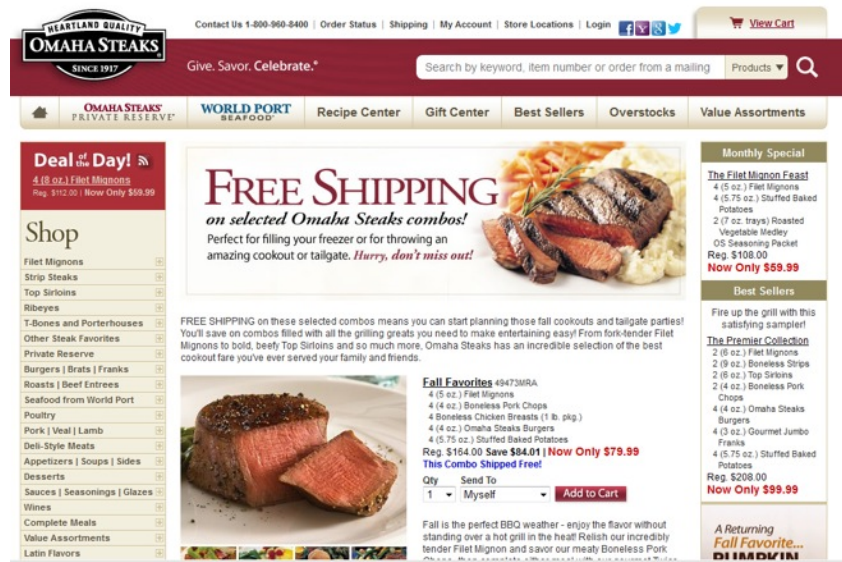 HEARTLAND QUALITY
OMAHA STEAKS
SINCE 1917
Contact Us 1-800-960-8400 | Order Status | Shipping | My Account | Store Locations | Login
View Cart
Give. Savor. Celebrate.®
Search by keyword, item number or order from a mailing
Products
OMAHA STEAKS'
PRIVATE RESERVE®
WORLD PORT
SEAFOOD®
Recipe Center
Gift Center
Best Sellers
Overstocks
Value Assortments
Deal of the Day!
4 (8 oz.) Filet Mignons
Reg. $112.00 | Now Only $59.99
Shop
Filet Mignons
Strip Steaks
Top Sirloins
Ribeyes
T-Bones and Porterhouses
Other Steak Favorites
Private Reserve
Burgers | Brats | Franks
Roasts | Beef Entrees
Seafood from World Port
Poultry
Pork | Veal | Lamb
Deli-Style Meats
Appetizers | Soups | Sides
Desserts
Sauces | Seasonings | Glazes
Wines
Complete Meals
Value Assortments
Latin Flavors
FREE SHIPPING
on selected Omaha Steaks combos!
Perfect for filling your freezer or for throwing an
amazing cookout or tailgate. Hurry, don't miss out!
FREE SHIPPING on these selected combos means you can start planning those fall cookouts and tailgate parties!
You'll save on combos filled with all the grilling greats you need to make entertaining easy! From fork-tender Filet
Mignons to bold, beefy Top Sirloins and so much more, Omaha Steaks has an incredible selection of the best
cookout fare you've ever served your family and friends.
Fall Favorites 49473MRA
4 (5 oz.) Filet Mignons
4 (4 oz.) Boneless Pork Chops
4 Boneless Chicken Breasts (1 lb. pkg.)
4 (4 oz.) Omaha Steaks Burgers
4 (5.75 oz.) Stuffed Baked Potatoes
Reg. $164.00 Save $84.01 | Now Only $79.99
This Combo Shipped Free!
Qty Send To
1 Myself Add to Cart
Fall is the perfect BBQ weather - enjoy the flavor without
standing over a hot grill in the heat! Relish our incredibly
tender Filet Mignon and savor our meaty Boneless Pork
Monthly Special
The Filet Mignon Feast
4 (5 oz.) Filet Mignons
4 (5.75 oz.) Stuffed Baked
Potatoes
2 (7 oz. trays) Roasted
Vegetable Medley
OS Seasoning Packet
Reg. $108.00
Now Only $59.99
Best Sellers
Fire up the grill with this
satisfying sampler!
The Premier Collection
2 (6 oz.) Filet Mignons
2 (9 oz.) Boneless Strips
2 (6 oz.) Top Sirloins
2 (4 oz.) Boneless Pork
Chops
4 (4 oz.) Omaha Steaks
Burgers
4 (3 oz.) Gourmet Jumbo
Franks
4 (5.75 oz.) Stuffed Baked
Potatoes
Reg. $208.00
Now Only $99.99
A Returning
Fall Favorite...
PUMPKIN